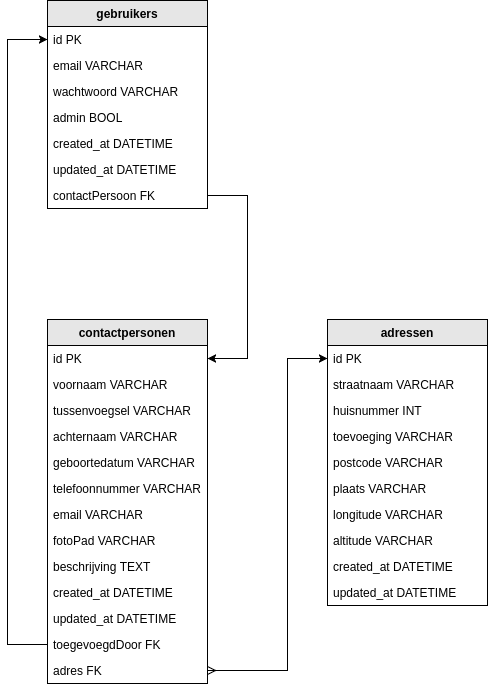 gebruikers
id PK
email VARCHAR
wachtwoord VARCHAR
admin BOOL
created_at DATETIME
updated_at DATETIME
contactPersoon FK
contactpersonen
id PK
voornaam VARCHAR
tussenvoegsel VARCHAR
achternaam VARCHAR
geboortedatum VARCHAR
telefoonnummer VARCHAR
email VARCHAR
fotoPad VARCHAR
beschrijving TEXT
created_at DATETIME
updated_at DATETIME
toegevoegdDoor FK
adres FK
adressen
id PK
straatnaam VARCHAR
huisnummer INT
toevoeging VARCHAR
postcode VARCHAR
plaats VARCHAR
longitude VARCHAR
altitude VARCHAR
created_at DATETIME
updated_at DATETIME